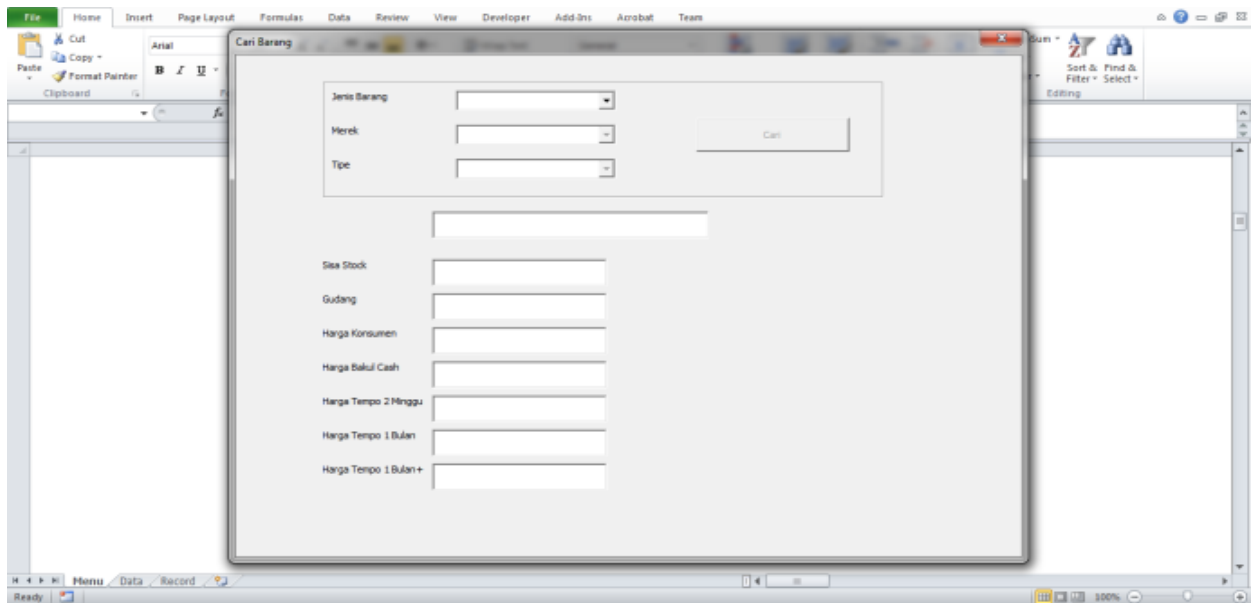 File Home Insert Page Layout Formulas Data Review View Developer Add-Ins Acrobat Team
Cut
Copy
Format Painter
Paste
Clipboard
Arial
B I U
Cari Barang
Sort & Filter
Find & Select
Editing
fx
Jenis Barang
Merek
Cari
Tipe
Sisa Stock
Gudang
Harga Konsumen
Harga Bakul Cash
Harga Tempo 2 Minggu
Harga Tempo 1 Bulan
Harga Tempo 1 Bulan+
Menu Data Record
Ready 100%